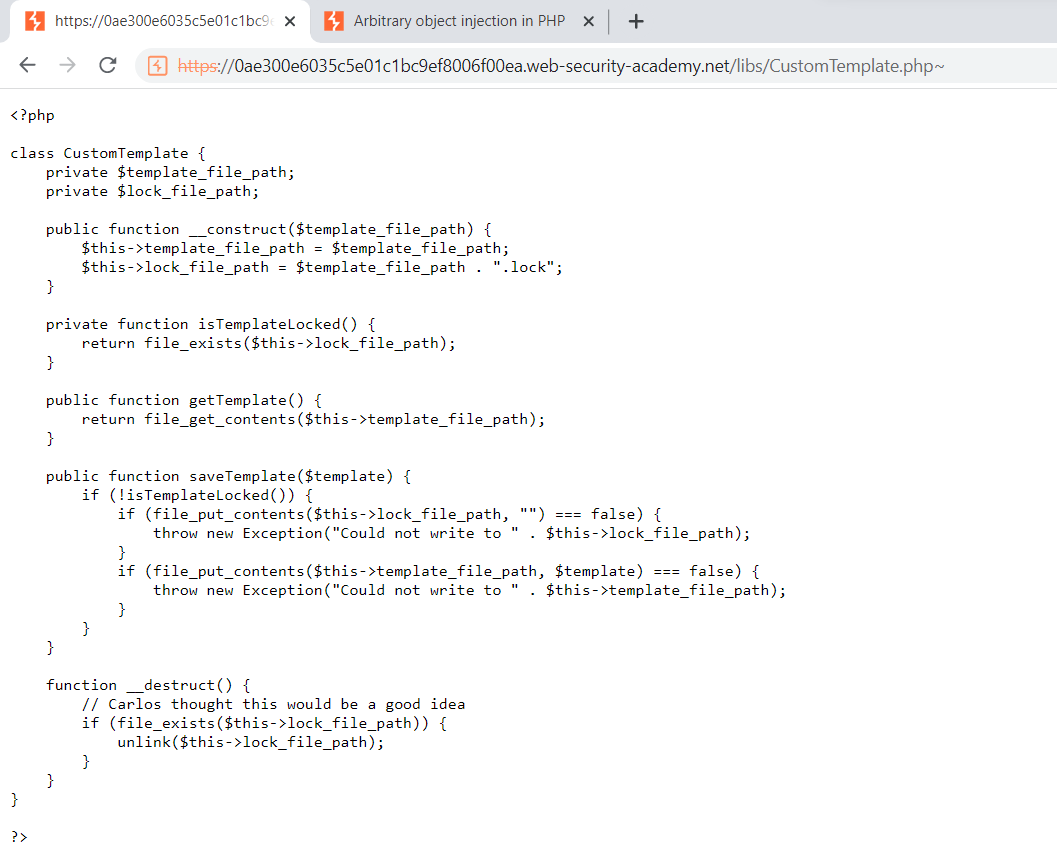 https://0ae300e6035c5e01c1bc9e
Arbitrary object injection in PHP
https://0ae300e6035c5e01c1bc9ef8006f00ea.web-security-academy.net/libs/CustomTemplate.php~
<?php
class CustomTemplate {
    private $template_file_path;
    private $lock_file_path;
    public function __construct($template_file_path) {
        $this->template_file_path = $template_file_path;
        $this->lock_file_path = $template_file_path . ".lock";
    }
    private function isTemplateLocked() {
        return file_exists($this->lock_file_path);
    }
    public function getTemplate() {
        return file_get_contents($this->template_file_path);
    }
    public function saveTemplate($template) {
        if (!isTemplateLocked()) {
            if (file_put_contents($this->lock_file_path, "") === false) {
                throw new Exception("Could not write to " . $this->lock_file_path);
            }
            if (file_put_contents($this->template_file_path, $template) === false) {
                throw new Exception("Could not write to " . $this->template_file_path);
            }
        }
    }
    function __destruct() {
        // Carlos thought this would be a good idea
        if (file_exists($this->lock_file_path)) {
            unlink($this->lock_file_path);
        }
    }
}
?>